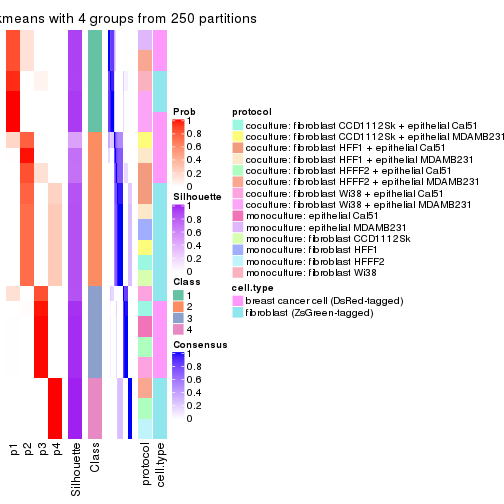 kmeans with 4 groups from 250 partitions
Prob
1
0.8
0.6
0.4
0.2
0
Silhouette
1
0.8
0.6
0.4
0.2
0
Class
1
2
3
4
Consensus
1
0.8
0.6
0.4
0.2
0
protocol
coculture: fibroblast CCD1112Sk + epithelial Cal51
coculture: fibroblast CCD1112Sk + epithelial MDAMB231
coculture: fibroblast HFF1 + epithelial Cal51
coculture: fibroblast HFF1 + epithelial MDAMB231
coculture: fibroblast HFFF2 + epithelial Cal51
coculture: fibroblast HFFF2 + epithelial MDAMB231
coculture: fibroblast Wi38 + epithelial Cal51
coculture: fibroblast Wi38 + epithelial MDAMB231
monoculture: epithelial Cal51
monoculture: epithelial MDAMB231
monoculture: fibroblast CCD1112Sk
monoculture: fibroblast HFF1
monoculture: fibroblast HFFF2
monoculture: fibroblast Wi38
cell.type
breast cancer cell (DsRed-tagged)
fibroblast (ZsGreen-tagged)
p1
p2
p3
p4
Silhouette
Class
protocol
cell.type